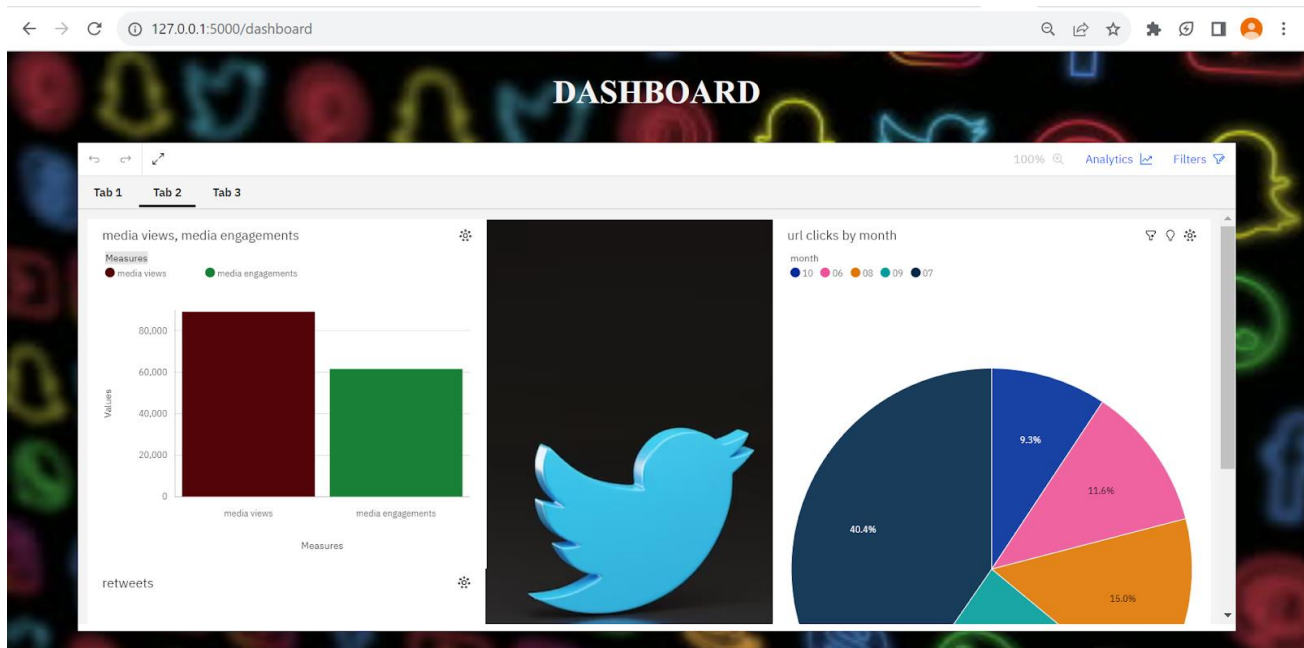 127.0.0.1:5000/dashboard
DASHBOARD
100% Analytics Filters
Tab 1 Tab 2 Tab 3
media views, media engagements
Measures
media views media engagements
80,000
60,000
40,000
20,000
0
Values
media views media engagements
Measures
retweets
url clicks by month
month
10 06 08 09 07
9.3%
11.6%
40.4%
15.0%